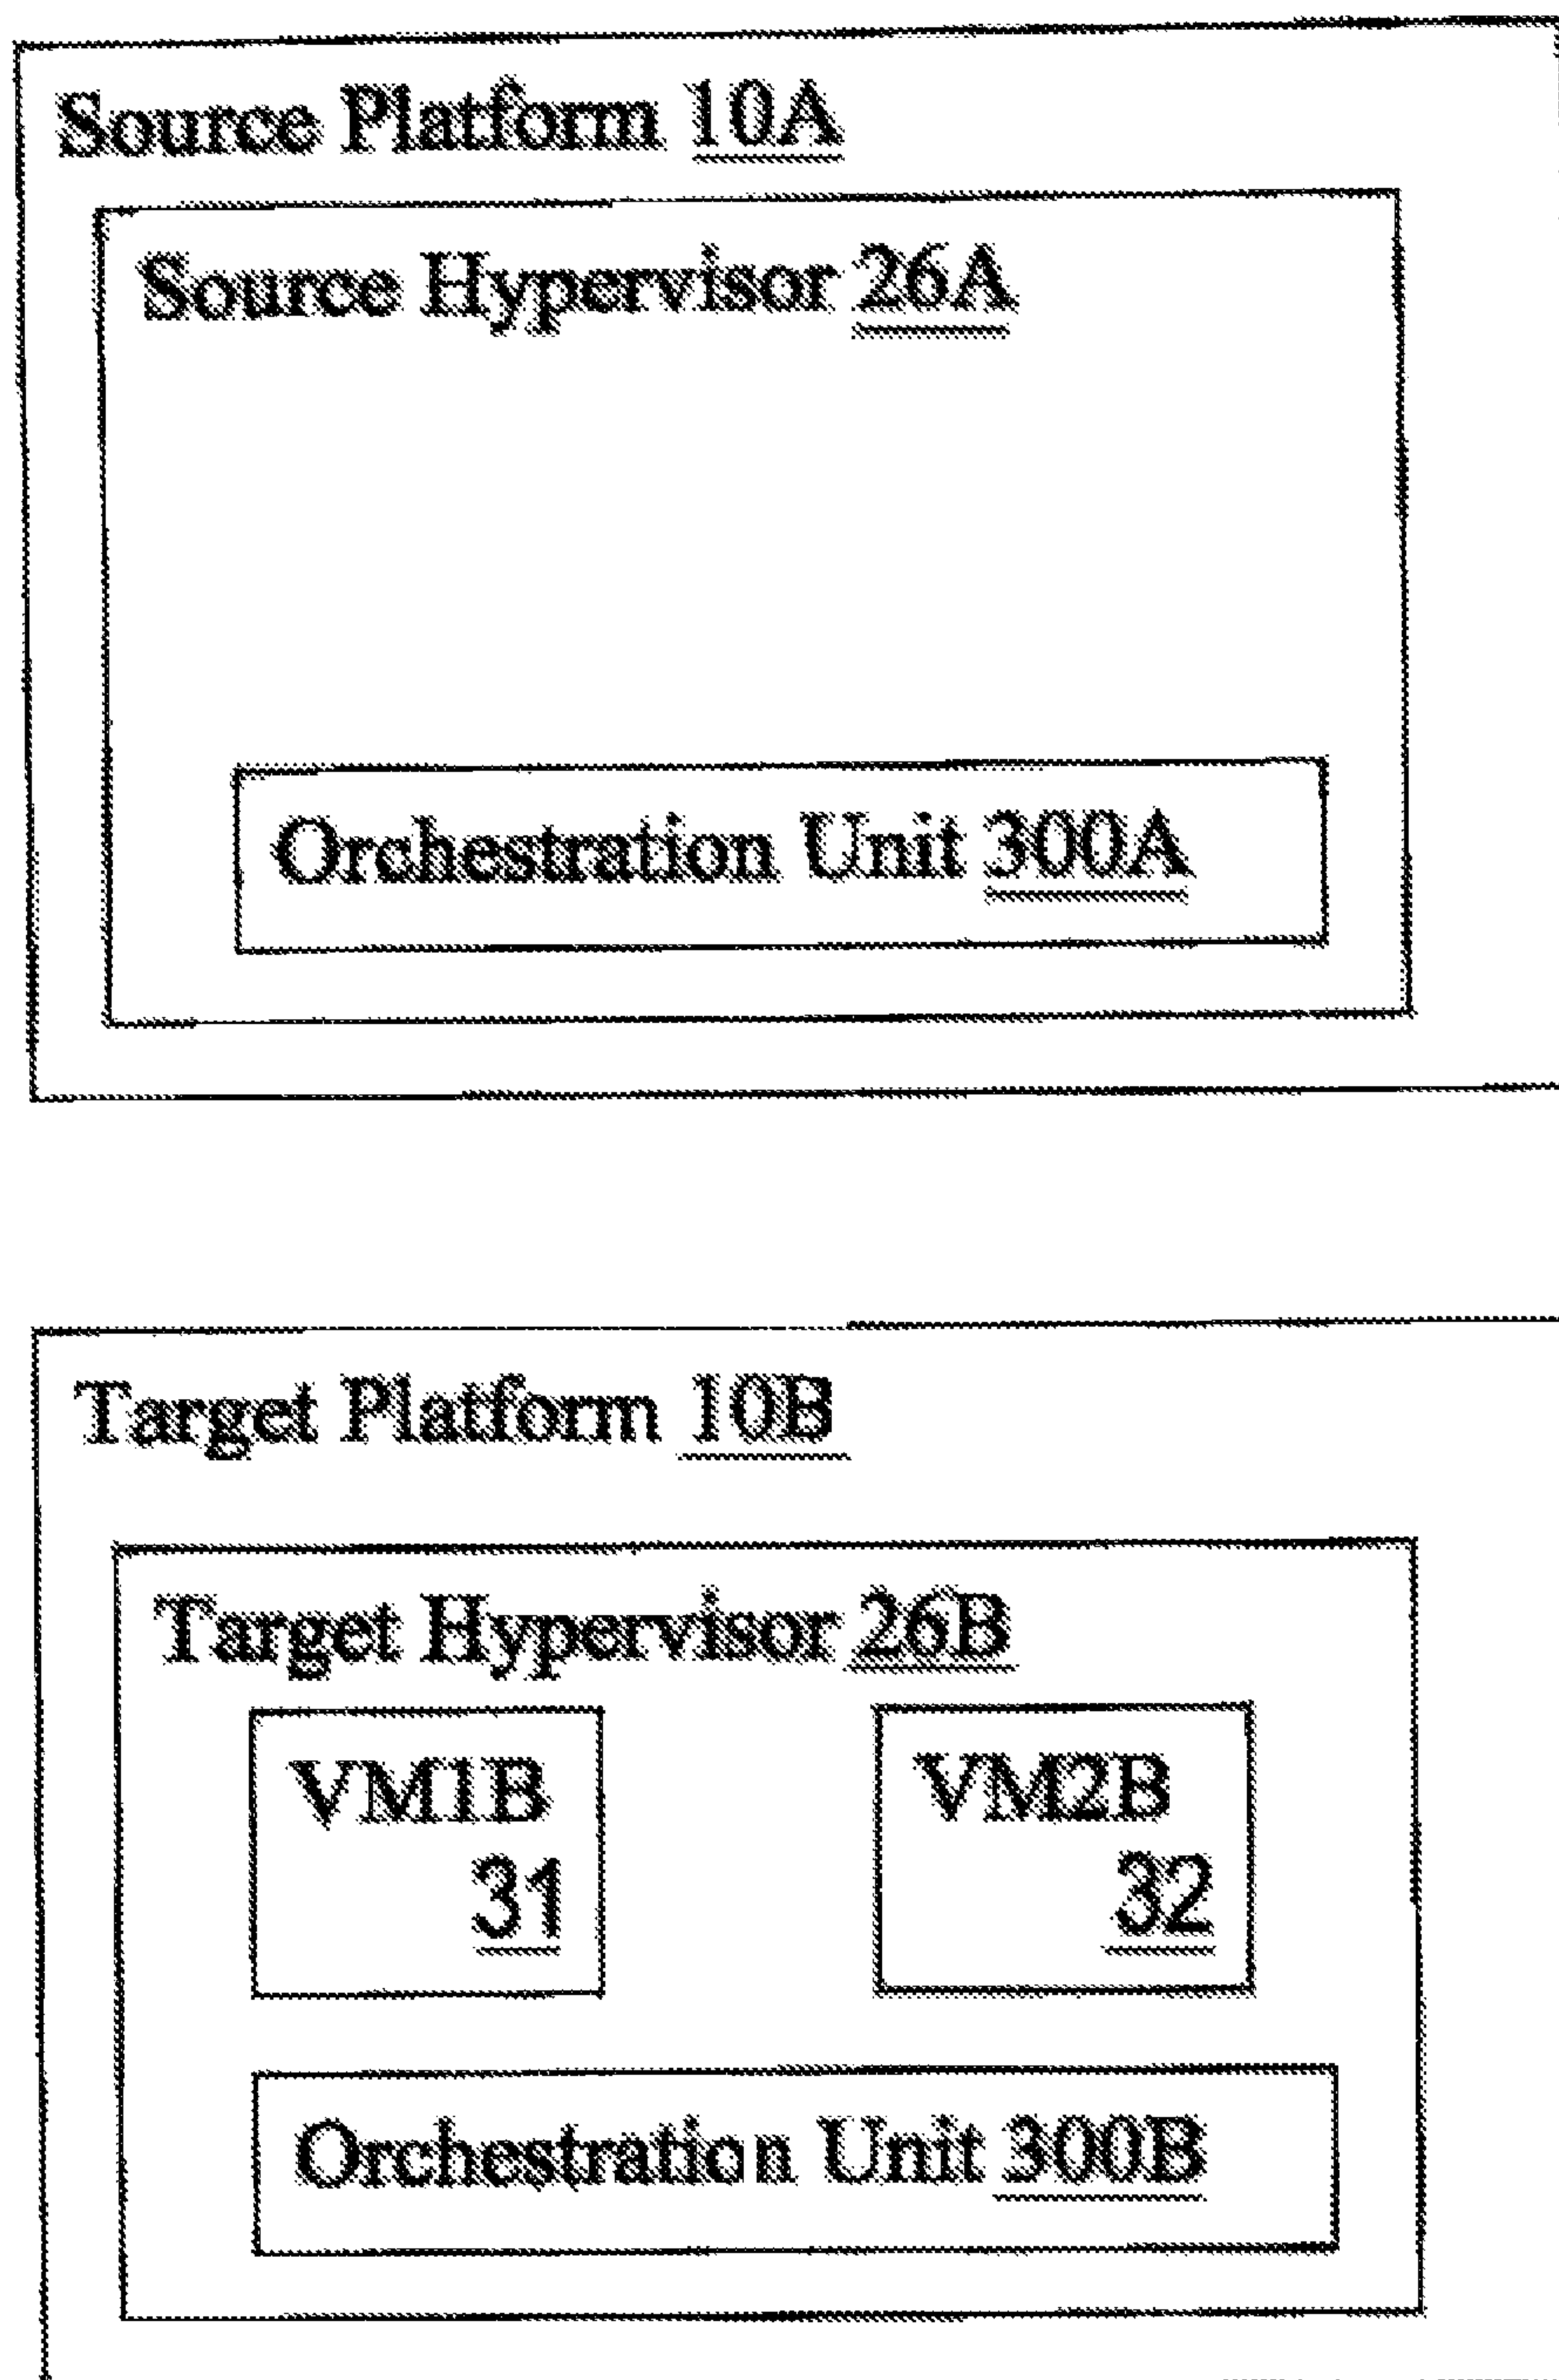 Source Platform 10A
Source Hypervisor 26A
Orchestration Unit 300A
Target Platform 10B
Target Hypervisor 26B
VM1B
31
VM2B
32
Orchestration Unit 300B